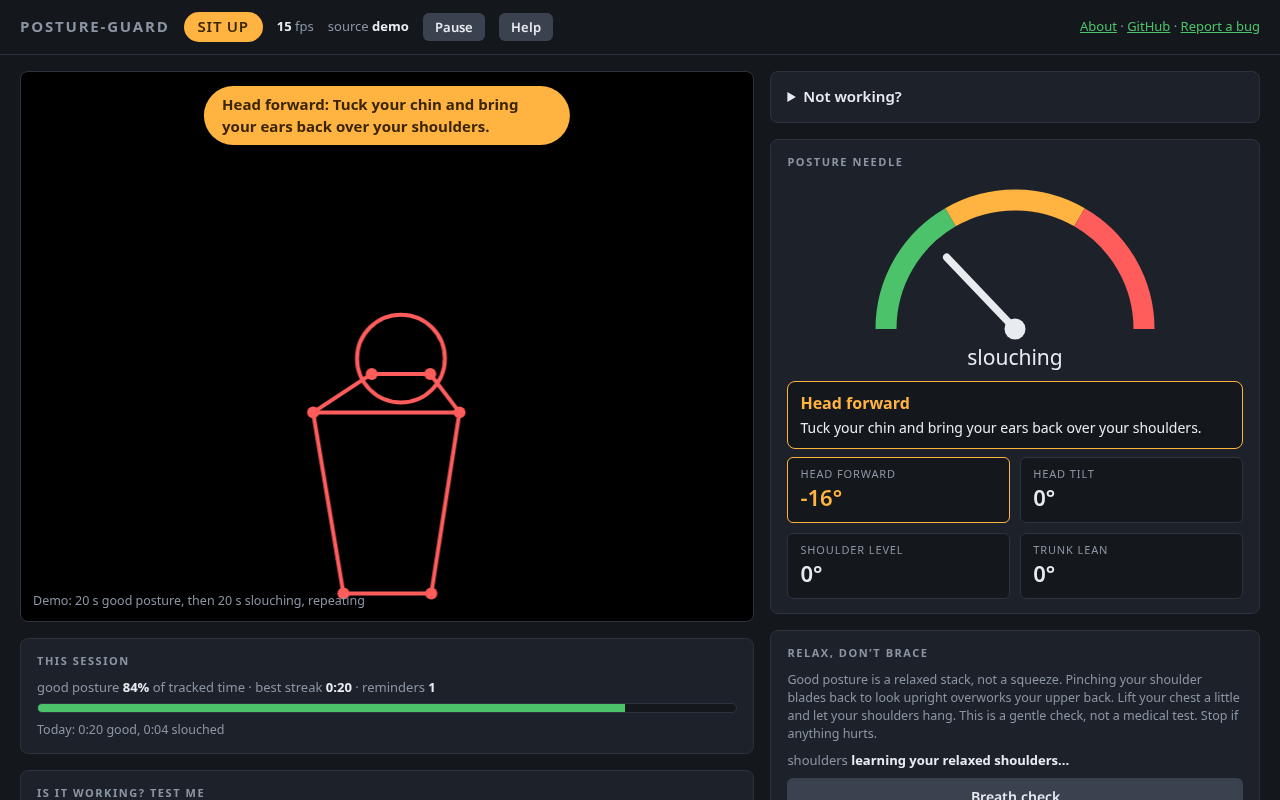 POSTURE-GUARD SIT UP 15 fps source demo Pause Help About · GitHub · Report a bug
Head forward: Tuck your chin and bring
your ears back over your shoulders.
Demo: 20 s good posture, then 20 s slouching, repeating
THIS SESSION
good posture 84% of tracked time · best streak 0:20 · reminders 1
Today: 0:20 good, 0:04 slouched
IS IT WORKING? TEST ME
Not working?
POSTURE NEEDLE
slouching
Head forward
Tuck your chin and bring your ears back over your shoulders.
HEAD FORWARD
-16°
HEAD TILT
0°
SHOULDER LEVEL
0°
TRUNK LEAN
0°
RELAX, DON'T BRACE
Good posture is a relaxed stack, not a squeeze. Pinching your shoulder
blades back to look upright overworks your upper back. Lift your chest a little
and let your shoulders hang. This is a gentle check, not a medical test. Stop if
anything hurts.
shoulders learning your relaxed shoulders...
Breath check